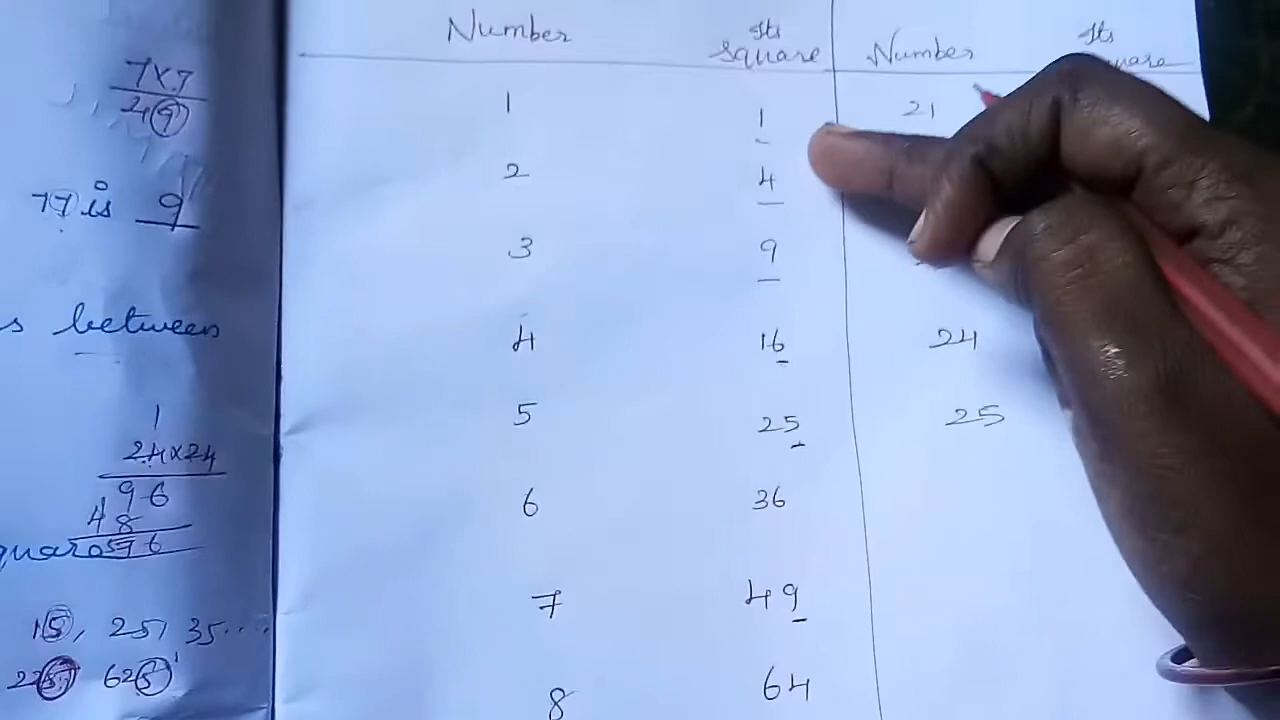 7×7
49
77 is 9
s between
1
24×24
96
48
576
quare
15, 25, 35....
225 625
Number Its square Number Its
1 1 21
2 4
3 9
4 16 24
5 25 25
6 36
7 49
8 64